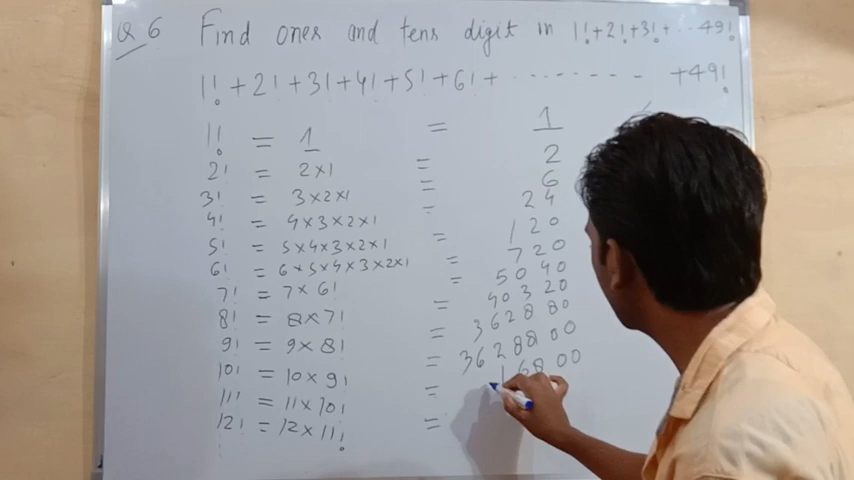 Q 6 Find ones and tens digit in 1!+2!+3!+ -- 49!
1! + 2! + 3! + 4! + 5! + 6! + - - - - - - - - + 49!
1! = 1 = 1
2! = 2×1 = 2
3! = 3×2×1 = 6
4! = 4×3×2×1 = 24
5! = 5×4×3×2×1 = 120
6! = 6×5×4×3×2×1 = 720
7! = 7×6! = 5040
8! = 8×7! = 40320
9! = 9×8! = 362880
10! = 10×9! = 3628800
11! = 11×10! = 16800
12! = 12×11! =